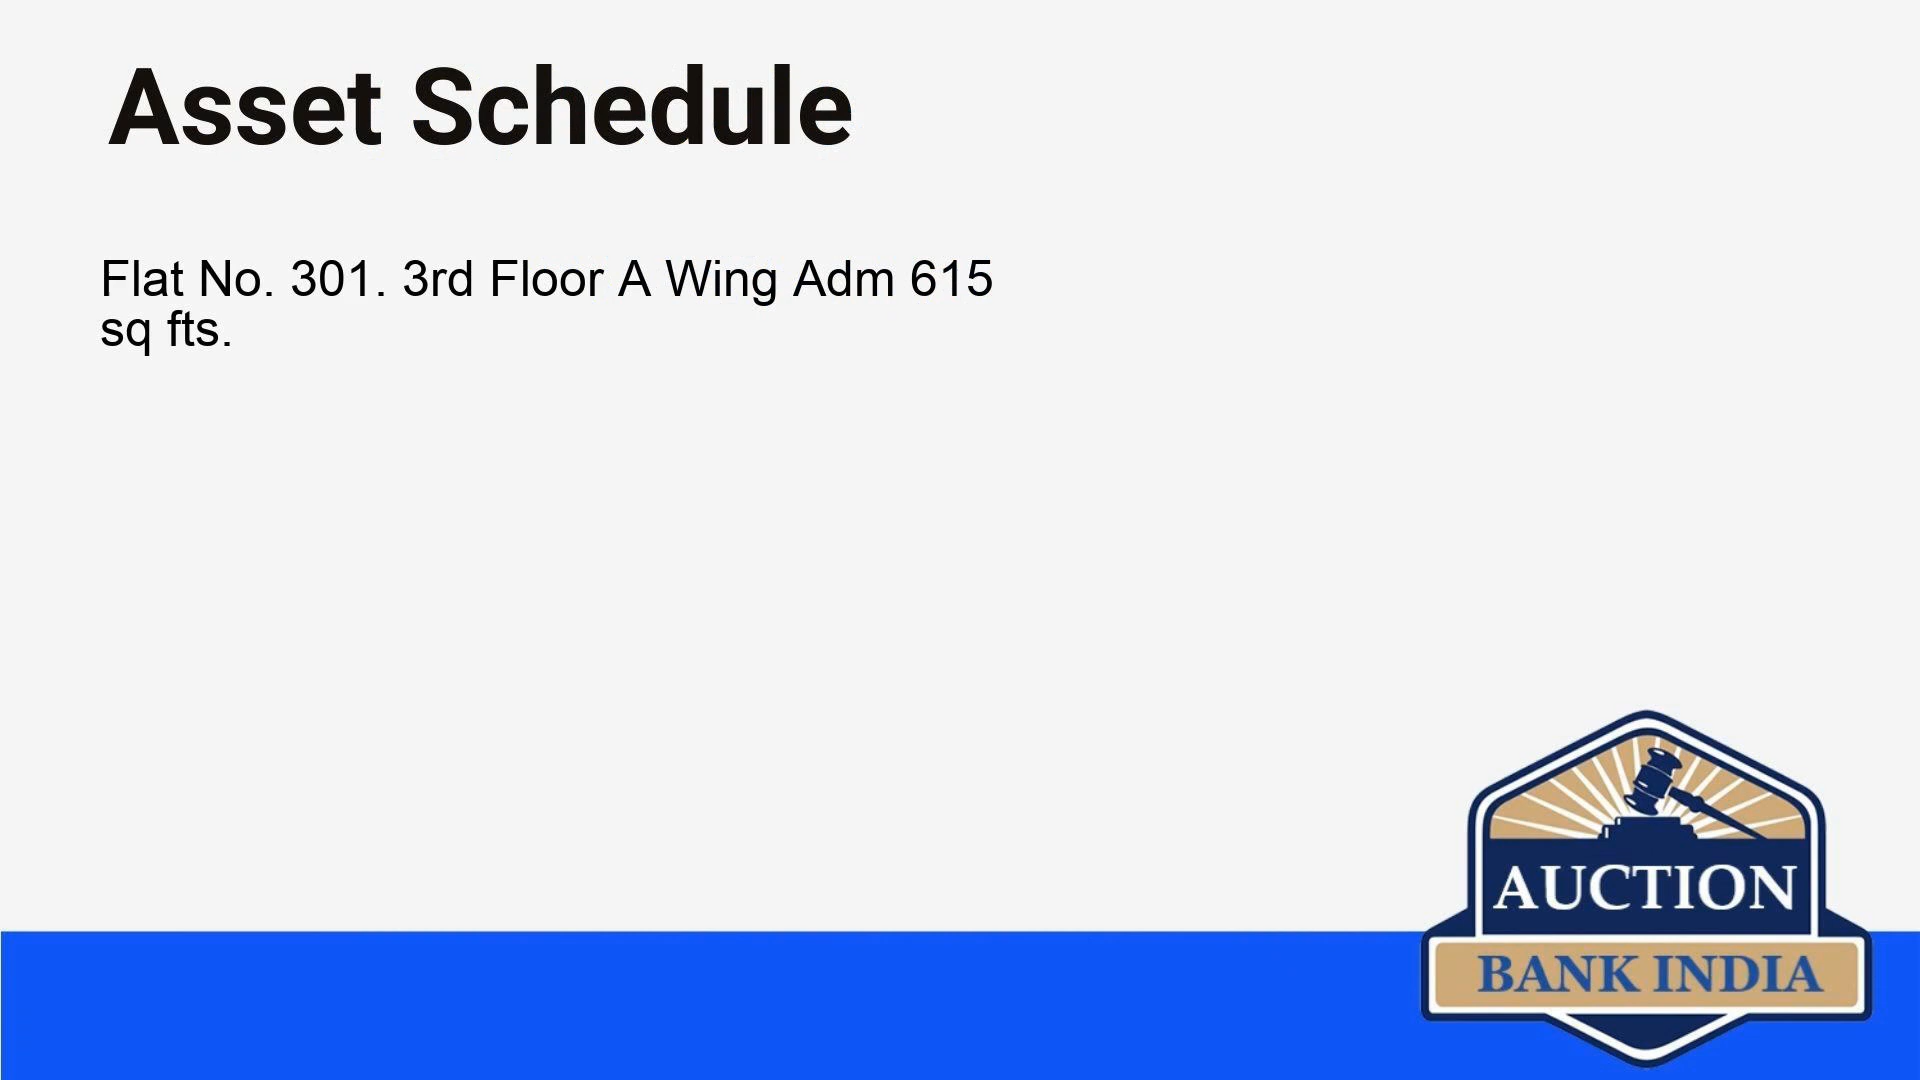 Asset Schedule
Flat No. 301. 3rd Floor A Wing Adm 615
sq fts.
AUCTION
BANK INDIA